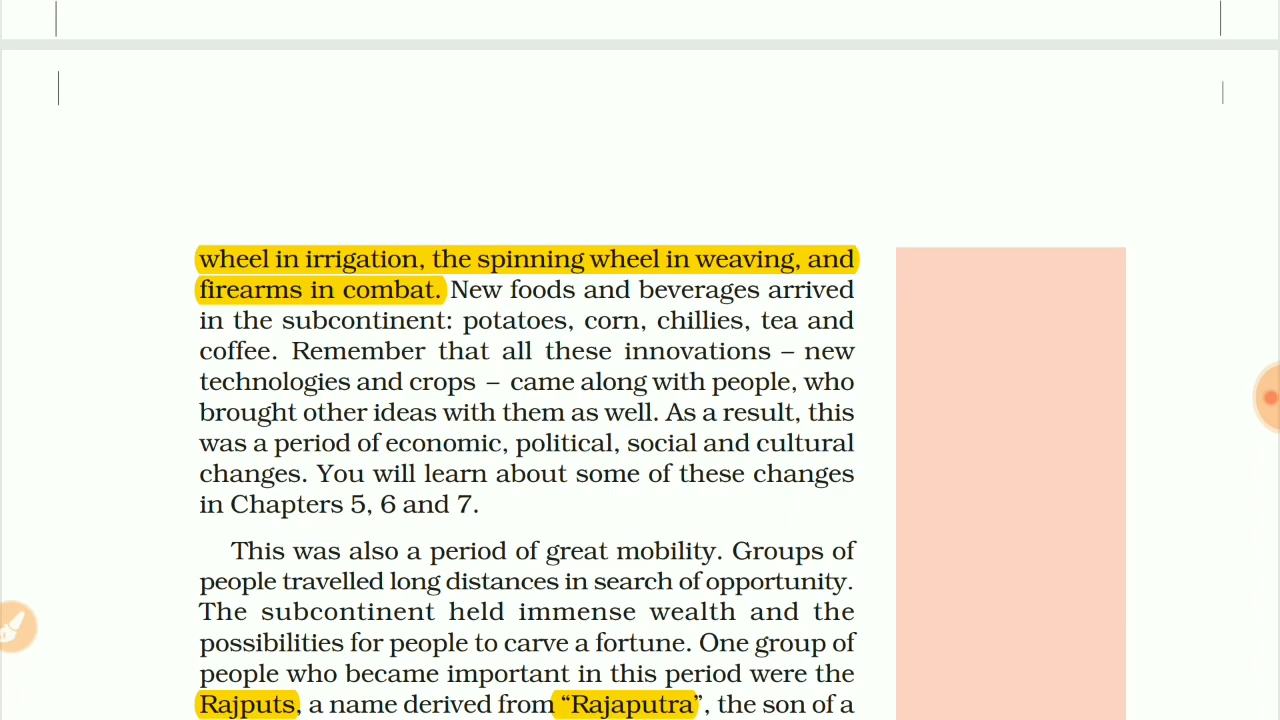 wheel in irrigation, the spinning wheel in weaving, and
firearms in combat. New foods and beverages arrived
in the subcontinent: potatoes, corn, chillies, tea and
coffee. Remember that all these innovations – new
technologies and crops – came along with people, who
brought other ideas with them as well. As a result, this
was a period of economic, political, social and cultural
changes. You will learn about some of these changes
in Chapters 5, 6 and 7.
This was also a period of great mobility. Groups of
people travelled long distances in search of opportunity.
The subcontinent held immense wealth and the
possibilities for people to carve a fortune. One group of
people who became important in this period were the
Rajputs, a name derived from “Rajaputra”, the son of a